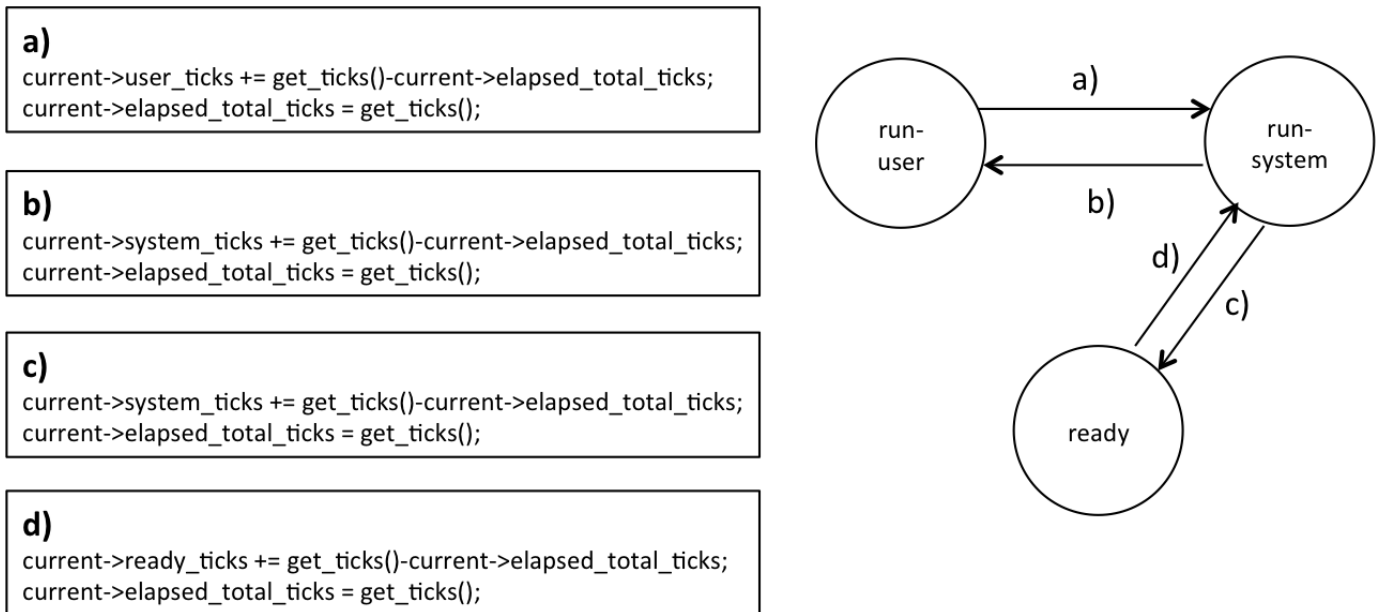 a)
current->user_ticks += get_ticks()-current->elapsed_total_ticks;
current->elapsed_total_ticks = get_ticks();
b)
current->system_ticks += get_ticks()-current->elapsed_total_ticks;
current->elapsed_total_ticks = get_ticks();
c)
current->system_ticks += get_ticks()-current->elapsed_total_ticks;
current->elapsed_total_ticks = get_ticks();
d)
current->ready_ticks += get_ticks()-current->elapsed_total_ticks;
current->elapsed_total_ticks = get_ticks();
a)
run-
user
run-
system
b)
d)
c)
ready